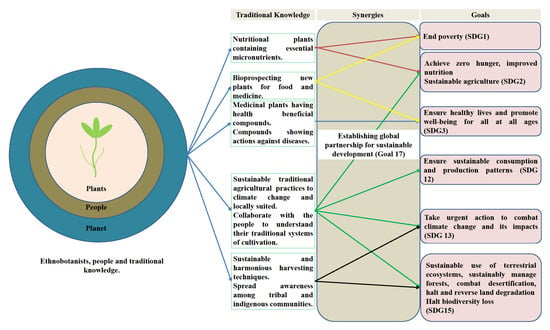 Traditional Knowledge
Synergies
Goals
Plants
People
Planet
Ethnobotanists, people and traditional
knowledge.
Nutritional plants
containing essential
micronutrients.
Bioprospecting new
plants for food and
medicine.
Medicinal plants having
health beneficial
compounds.
Compounds showing
actions against diseases.
Sustainable traditional
agricultural practices to
climate change and
locally suited.
Collaborate with the
people to understand
their traditional systems
of cultivation.
Sustainable and
harmonious harvesting
techniques.
Spread awareness
among tribal and
indigenous communities.
Establishing global
partnership for sustainable
development (Goal 17)
End poverty (SDG1)
Achieve zero hunger, improved
nutrition
Sustainable agriculture (SDG2)
Ensure healthy lives and promote
well-being for all at all ages
(SDG3)
Ensure sustainable consumption
and production patterns (SDG
12)
Take urgent action to combat
climate change and its impacts
(SDG 13)
Sustainable use of terrestrial
ecosystems, sustainably manage
forests, combat desertification,
halt and reverse land degradation
Halt biodiversity loss
(SDG15)